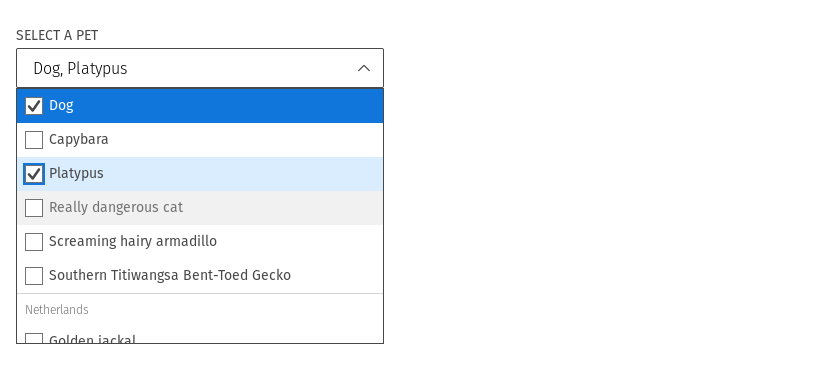 SELECT A PET
Dog, Platypus
Dog
Capybara
Platypus
Really dangerous cat
Screaming hairy armadillo
Southern Titiwangsa Bent-Toed Gecko
Netherlands
Golden jackal